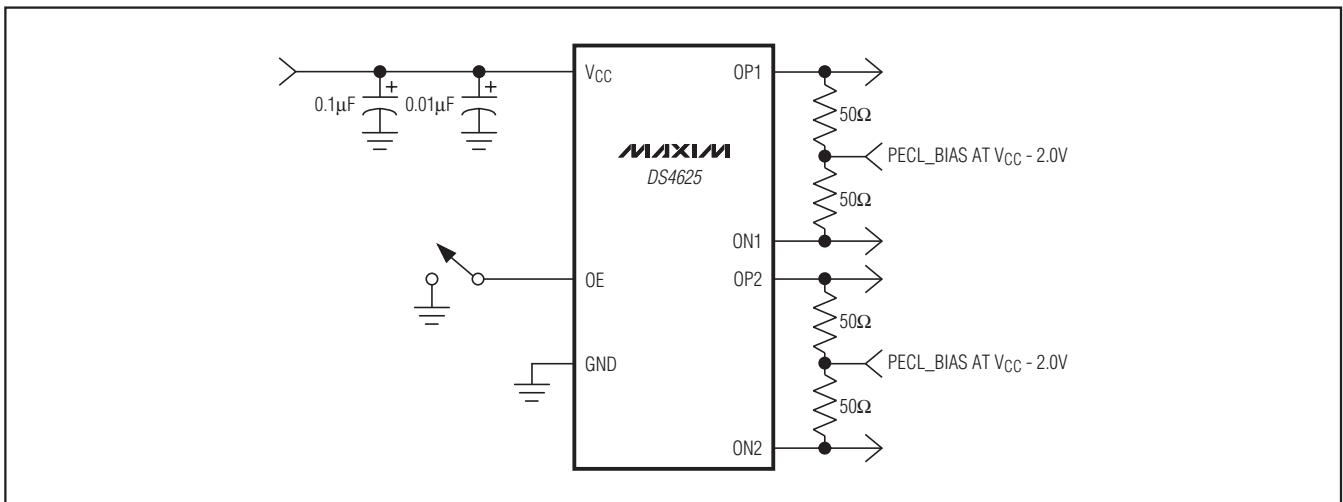 VCC
OP1
+
+
0.1µF
0.01µF
50Ω
MAXIM
DS4625
PECL_BIAS AT VCC - 2.0V
50Ω
ON1
OE
OP2
50Ω
GND
PECL_BIAS AT VCC - 2.0V
50Ω
ON2